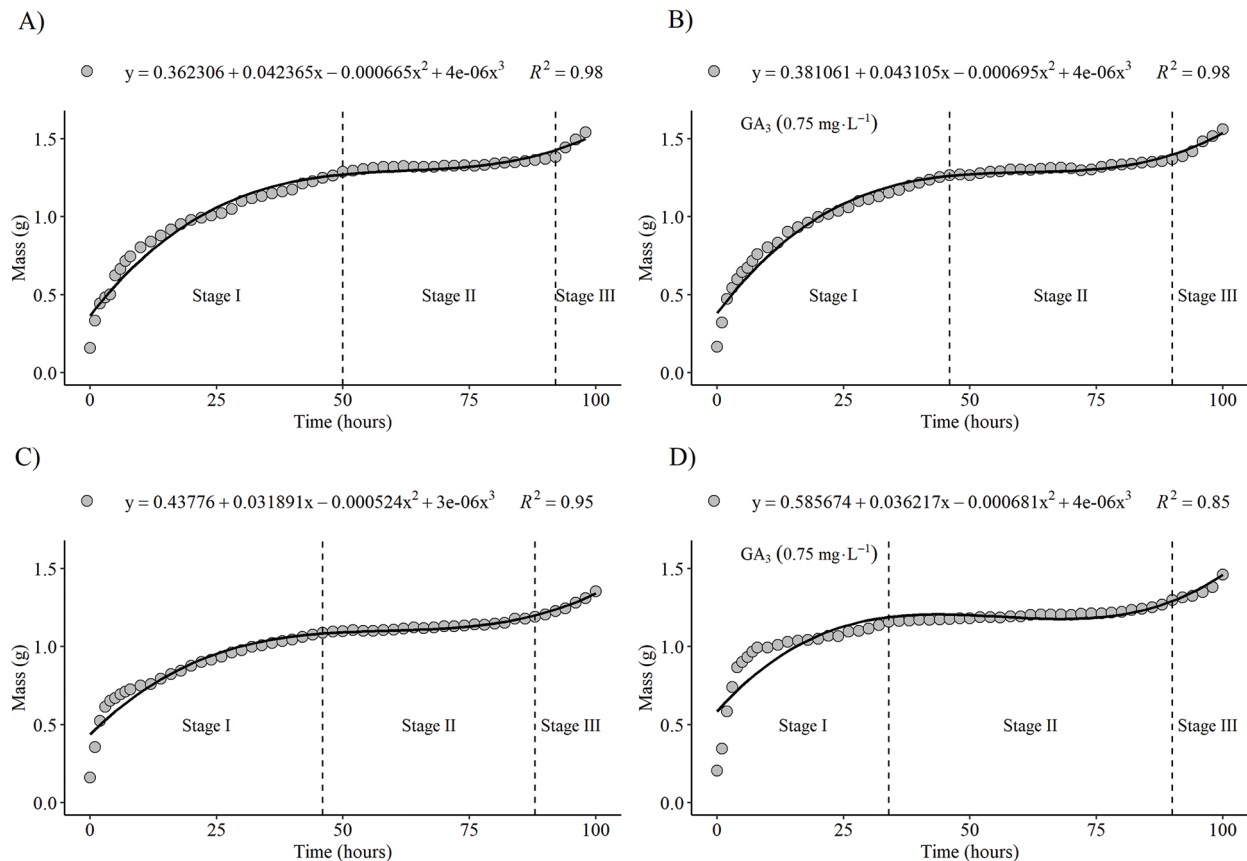 A)
y = 0.362306 + 0.042365x − 0.000665x² + 4e-06x³ R² = 0.98
Mass (g)
1.5
1.0
0.5
0.0
Stage I
Stage II
Stage III
0 25 50 75 100
Time (hours)
B)
y = 0.381061 + 0.043105x − 0.000695x² + 4e-06x³ R² = 0.98
GA₃ (0.75 mg·L⁻¹)
Mass (g)
1.5
1.0
0.5
0.0
Stage I
Stage II
Stage III
0 25 50 75 100
Time (hours)
C)
y = 0.43776 + 0.031891x − 0.000524x² + 3e-06x³ R² = 0.95
Mass (g)
1.5
1.0
0.5
0.0
Stage I
Stage II
Stage III
0 25 50 75 100
Time (hours)
D)
y = 0.585674 + 0.036217x − 0.000681x² + 4e-06x³ R² = 0.85
GA₃ (0.75 mg·L⁻¹)
Mass (g)
1.5
1.0
0.5
0.0
Stage I
Stage II
Stage III
0 25 50 75 100
Time (hours)